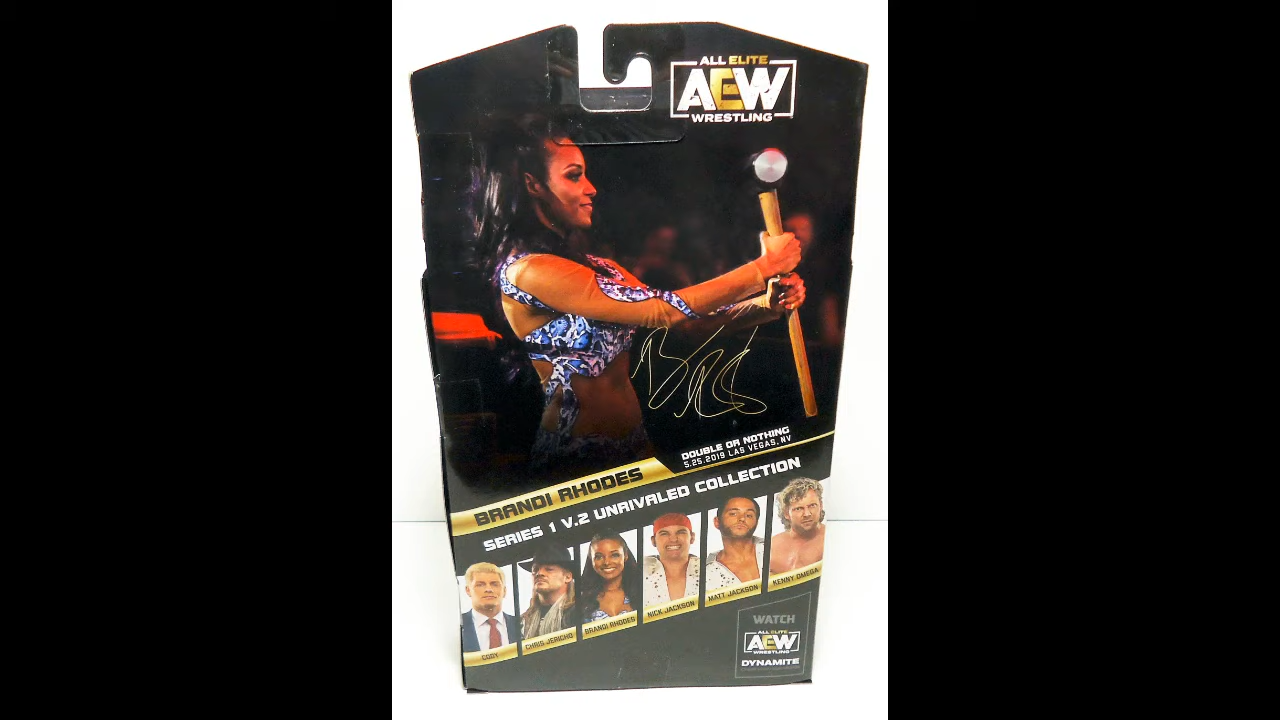 ALL ELITE
AEW
WRESTLING
DOUBLE OR NOTHING
5.25.2019 LAS VEGAS, NV
BRANDI RHODES
SERIES 1 V.2 UNRIVALED COLLECTION
CODY
CHRIS JERICHO
BRANDI RHODES
NICK JACKSON
MATT JACKSON
KENNY OMEGA
WATCH
ALL ELITE
AEW
WRESTLING
DYNAMITE